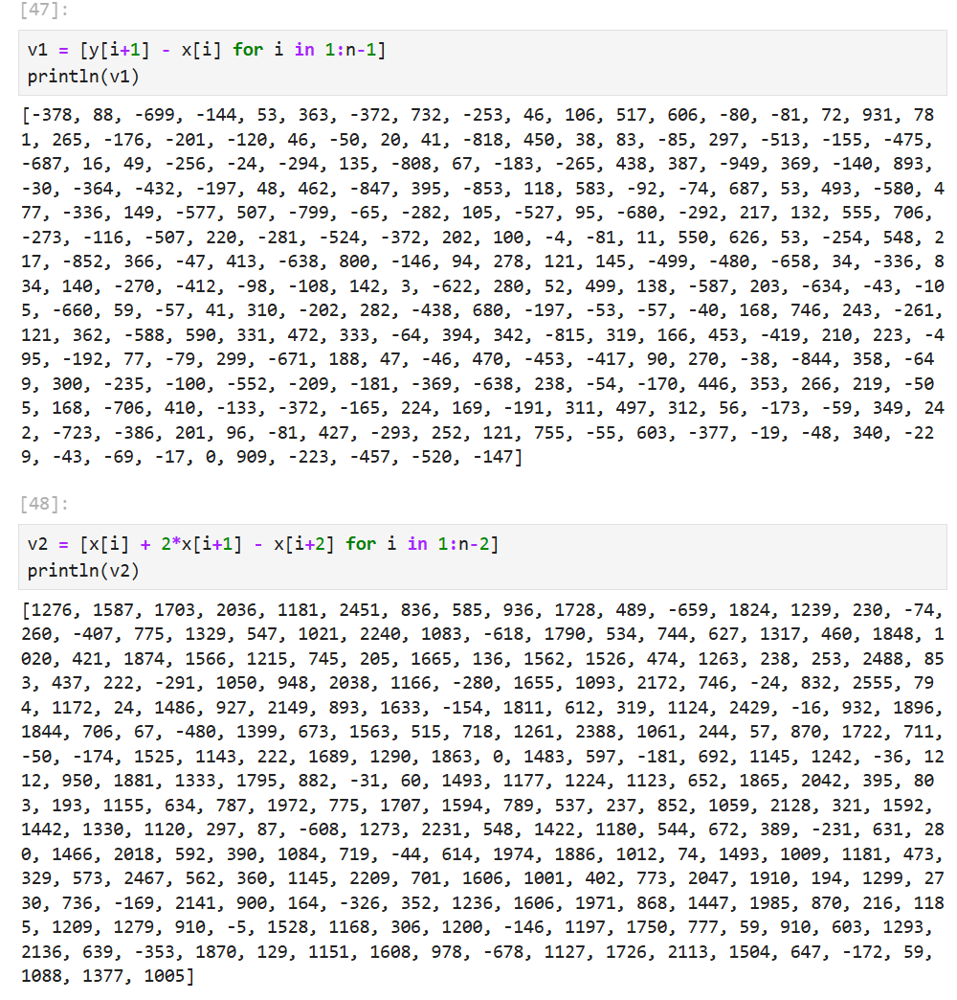 [47]:
v1 = [y[i+1] - x[i] for i in 1:n-1]
println(v1)
[-378, 88, -699, -144, 53, 363, -372, 732, -253, 46, 106, 517, 606, -80, -81, 72, 931, 78
1, 265, -176, -201, -120, 46, -50, 20, 41, -818, 450, 38, 83, -85, 297, -513, -155, -475,
-687, 16, 49, -256, -24, -294, 135, -808, 67, -183, -265, 438, 387, -949, 369, -140, 893,
-30, -364, -432, -197, 48, 462, -847, 395, -853, 118, 583, -92, -74, 687, 53, 493, -580, 4
77, -336, 149, -577, 507, -799, -65, -282, 105, -527, 95, -680, -292, 217, 132, 555, 706,
-273, -116, -507, 220, -281, -524, -372, 202, 100, -4, -81, 11, 550, 626, 53, -254, 548, 2
17, -852, 366, -47, 413, -638, 800, -146, 94, 278, 121, 145, -499, -480, -658, 34, -336, 8
34, 140, -270, -412, -98, -108, 142, 3, -622, 280, 52, 499, 138, -587, 203, -634, -43, -10
5, -660, 59, -57, 41, 310, -202, 282, -438, 680, -197, -53, -57, -40, 168, 746, 243, -261,
121, 362, -588, 590, 331, 472, 333, -64, 394, 342, -815, 319, 166, 453, -419, 210, 223, -4
95, -192, 77, -79, 299, -671, 188, 47, -46, 470, -453, -417, 90, 270, -38, -844, 358, -64
9, 300, -235, -100, -552, -209, -181, -369, -638, 238, -54, -170, 446, 353, 266, 219, -50
5, 168, -706, 410, -133, -372, -165, 224, 169, -191, 311, 497, 312, 56, -173, -59, 349, 24
2, -723, -386, 201, 96, -81, 427, -293, 252, 121, 755, -55, 603, -377, -19, -48, 340, -22
9, -43, -69, -17, 0, 909, -223, -457, -520, -147]
[48]:
v2 = [x[i] + 2*x[i+1] - x[i+2] for i in 1:n-2]
println(v2)
[1276, 1587, 1703, 2036, 1181, 2451, 836, 585, 936, 1728, 489, -659, 1824, 1239, 230, -74,
260, -407, 775, 1329, 547, 1021, 2240, 1083, -618, 1790, 534, 744, 627, 1317, 460, 1848, 1
020, 421, 1874, 1566, 1215, 745, 205, 1665, 136, 1562, 1526, 474, 1263, 238, 253, 2488, 85
3, 437, 222, -291, 1050, 948, 2038, 1166, -280, 1655, 1093, 2172, 746, -24, 832, 2555, 79
4, 1172, 24, 1486, 927, 2149, 893, 1633, -154, 1811, 612, 319, 1124, 2429, -16, 932, 1896,
1844, 706, 67, -480, 1399, 673, 1563, 515, 718, 1261, 2388, 1061, 244, 57, 870, 1722, 711,
-50, -174, 1525, 1143, 222, 1689, 1290, 1863, 0, 1483, 597, -181, 692, 1145, 1242, -36, 12
12, 950, 1881, 1333, 1795, 882, -31, 60, 1493, 1177, 1224, 1123, 652, 1865, 2042, 395, 80
3, 193, 1155, 634, 787, 1972, 775, 1707, 1594, 789, 537, 237, 852, 1059, 2128, 321, 1592,
1442, 1330, 1120, 297, 87, -608, 1273, 2231, 548, 1422, 1180, 544, 672, 389, -231, 631, 28
0, 1466, 2018, 592, 390, 1084, 719, -44, 614, 1974, 1886, 1012, 74, 1493, 1009, 1181, 473,
329, 573, 2467, 562, 360, 1145, 2209, 701, 1606, 1001, 402, 773, 2047, 1910, 194, 1299, 27
30, 736, -169, 2141, 900, 164, -326, 352, 1236, 1606, 1971, 868, 1447, 1985, 870, 216, 118
5, 1209, 1279, 910, -5, 1528, 1168, 306, 1200, -146, 1197, 1750, 777, 59, 910, 603, 1293,
2136, 639, -353, 1870, 129, 1151, 1608, 978, -678, 1127, 1726, 2113, 1504, 647, -172, 59,
1088, 1377, 1005]